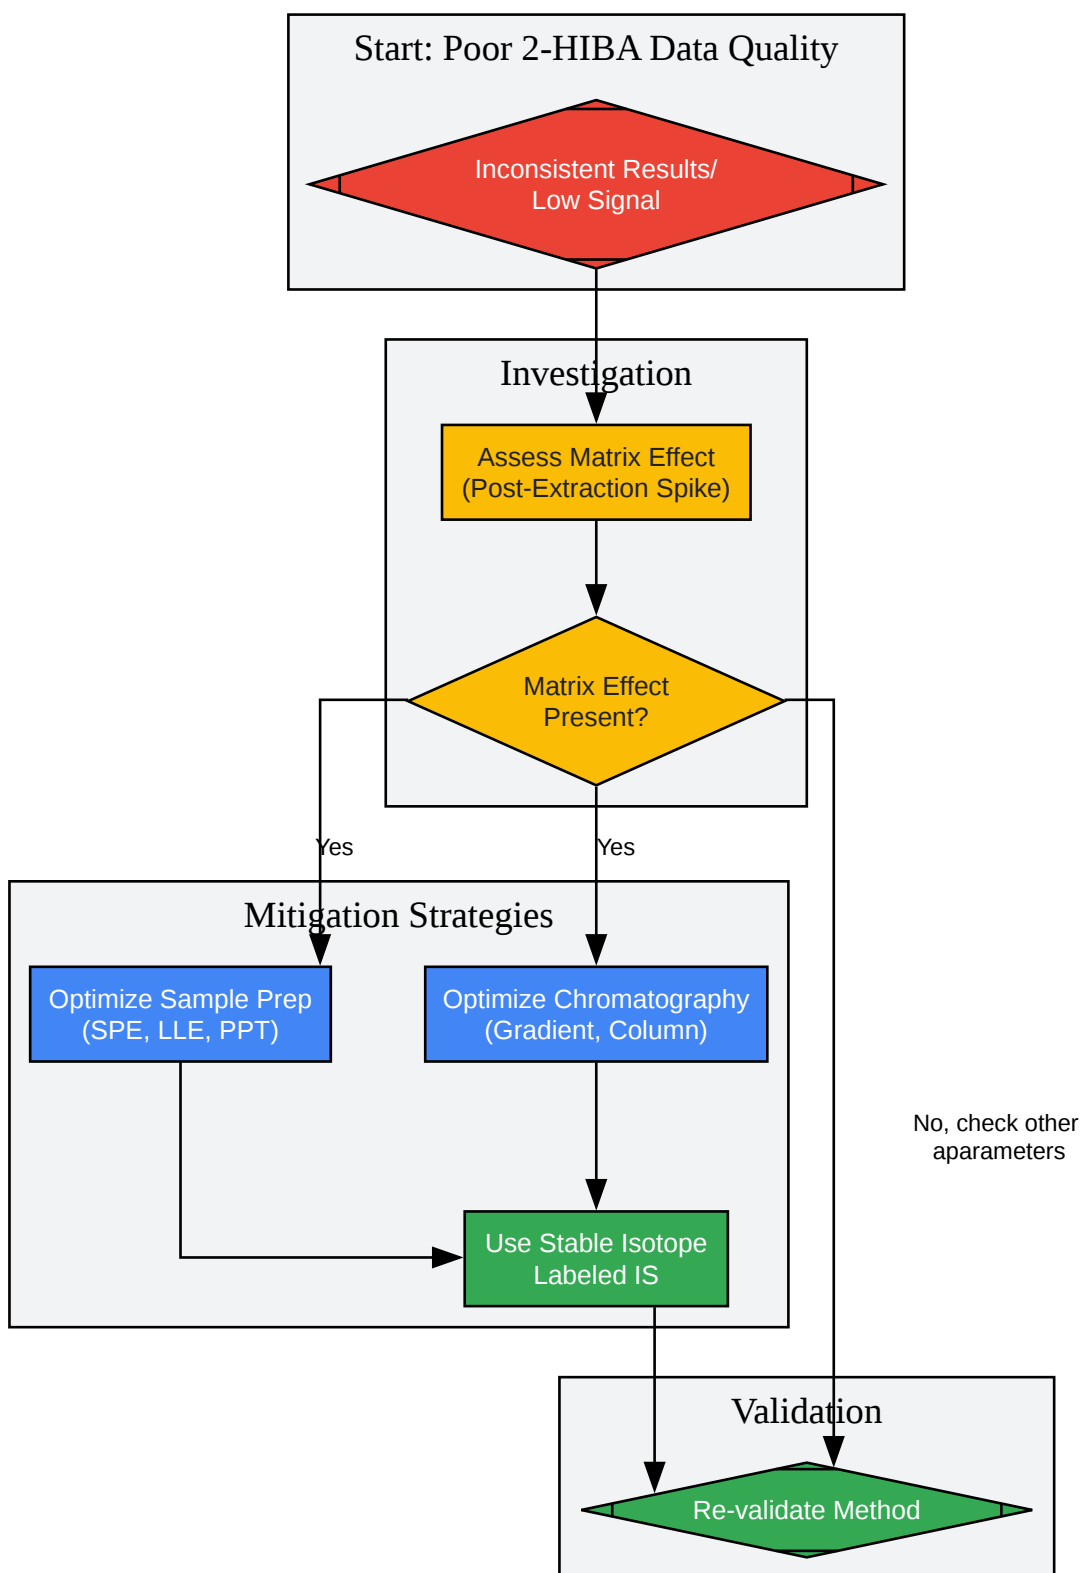 Start: Poor 2-HIBA Data Quality
Inconsistent Results/
Low Signal
Investigation
Assess Matrix Effect
(Post-Extraction Spike)
Matrix Effect
Present?
Yes
Yes
Mitigation Strategies
Optimize Sample Prep
(SPE, LLE, PPT)
Optimize Chromatography
(Gradient, Column)
No, check other
aparameters
Use Stable Isotope
Labeled IS
Validation
Re-validate Method